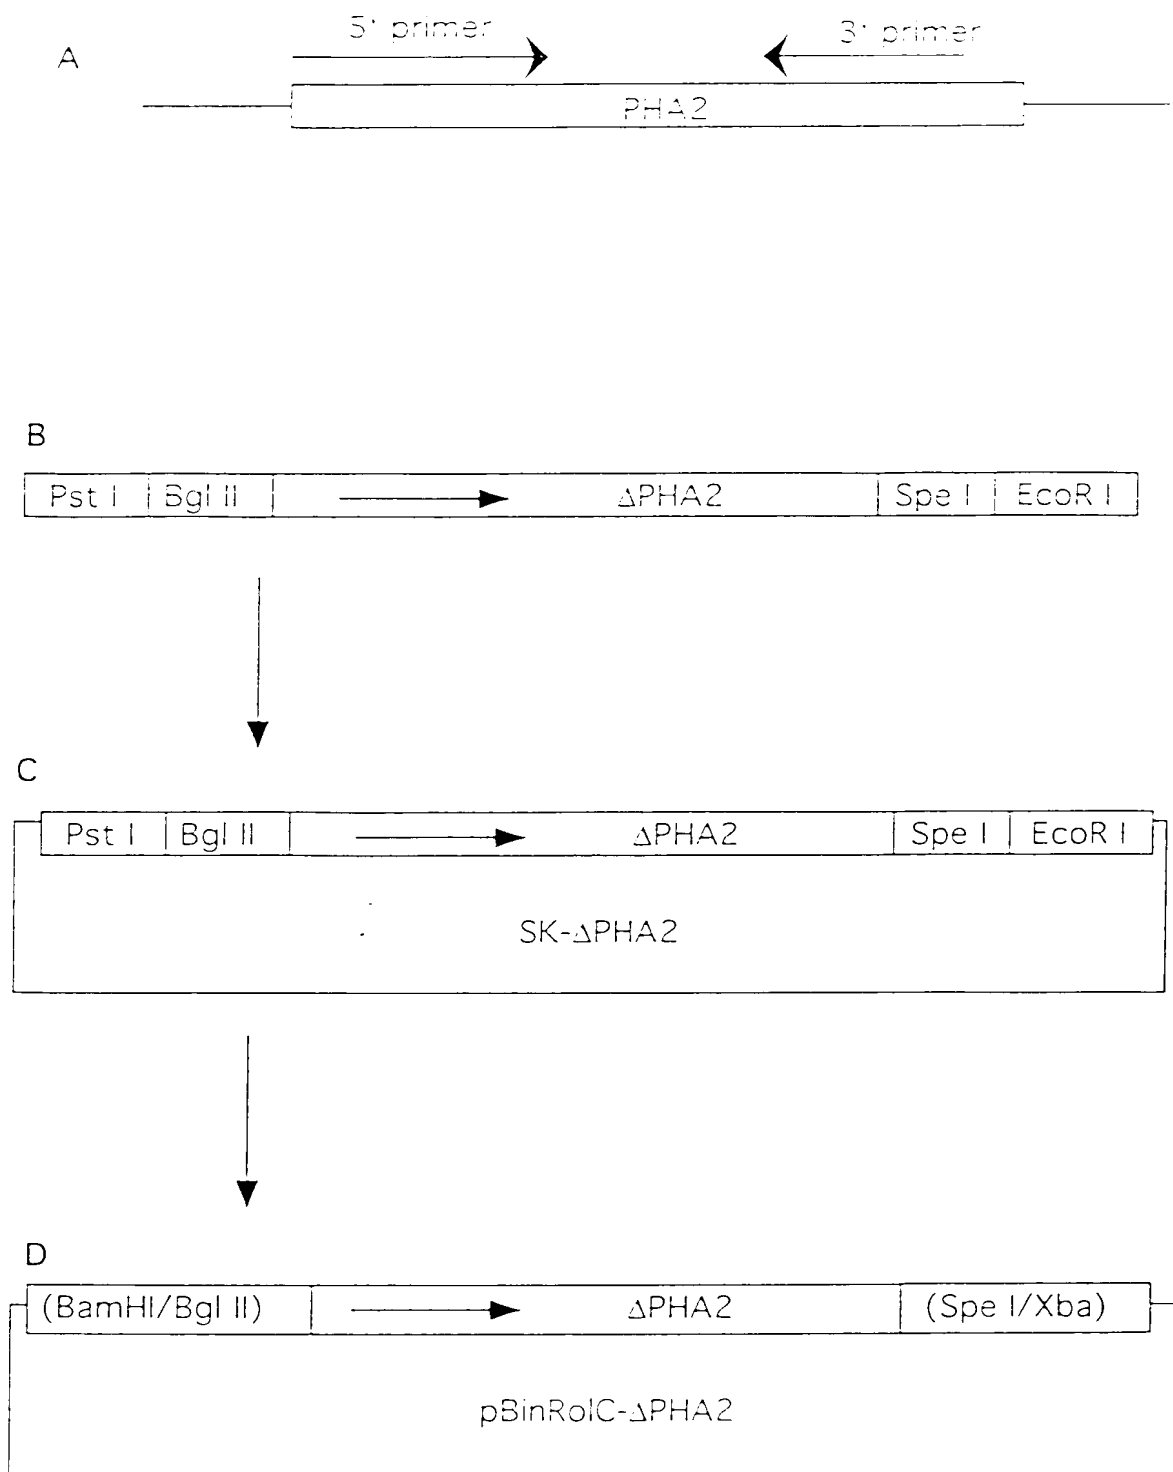 A
5' primer
3' primer
PHA2
B
Pst I Bgl II ΔPHA2 Spe I EcoR I
C
Pst I Bgl II ΔPHA2 Spe I EcoR I
SK-ΔPHA2
D
(BamHI/Bgl II) ΔPHA2 (Spe I/Xba)
pBinRolC-ΔPHA2